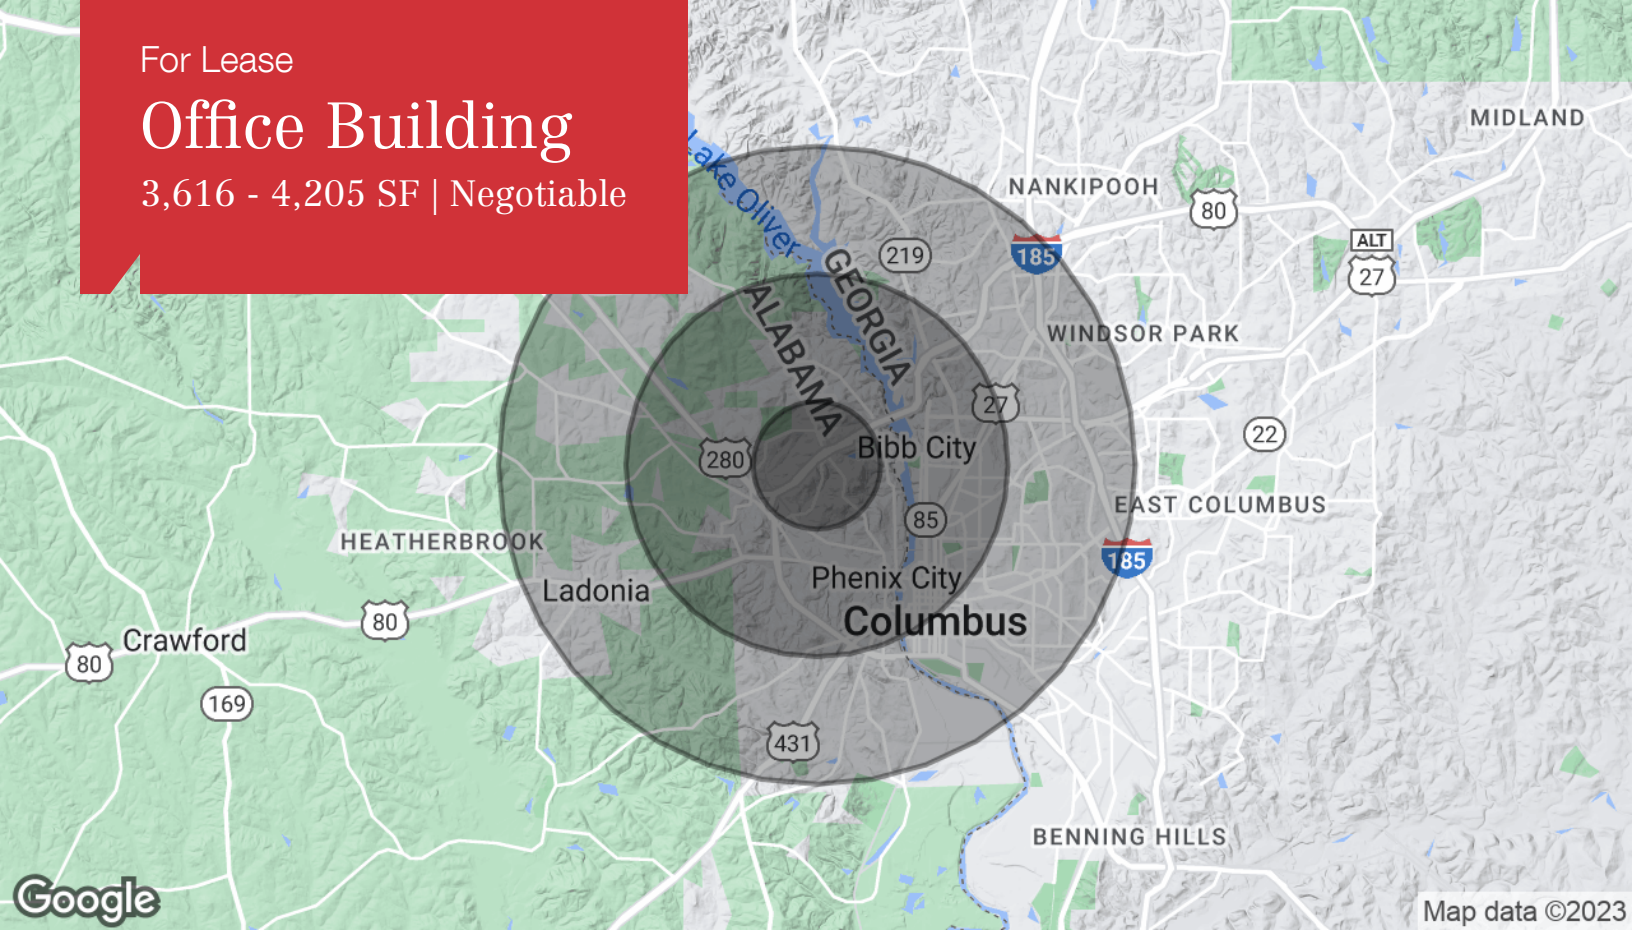 For Lease
Office Building
3,616 - 4,205 SF | Negotiable
MIDLAND
Lake Oliver
NANKIPOOH
80
ALT
27
219
185
GEORGIA
ALABAMA
WINDSOR PARK
27
22
280
Bibb City
EAST COLUMBUS
85
HEATHERBROOK
185
Phenix City
Ladonia
Columbus
80
Crawford
80
169
431
BENNING HILLS
Google
Map data ©2023